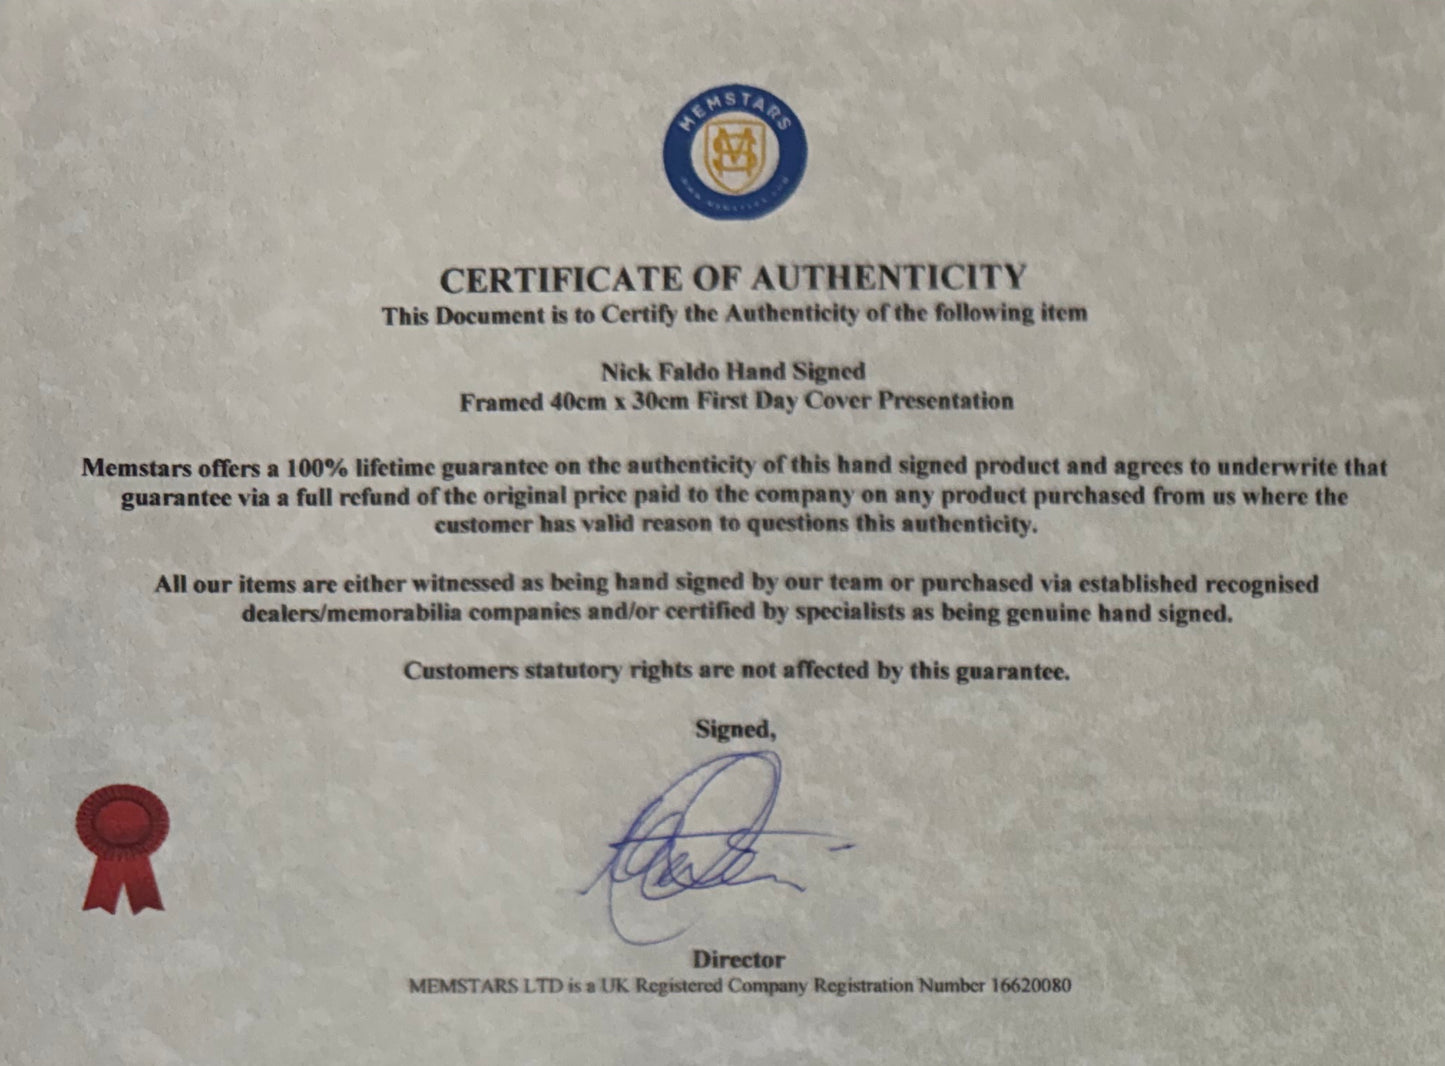 MEMSTARS
CERTIFICATE OF AUTHENTICITY
This Document is to Certify the Authenticity of the following item
Nick Faldo Hand Signed
Framed 40cm x 30cm First Day Cover Presentation
Memstars offers a 100% lifetime guarantee on the authenticity of this hand signed product and agrees to underwrite that
guarantee via a full refund of the original price paid to the company on any product purchased from us where the
customer has valid reason to questions this authenticity.
All our items are either witnessed as being hand signed by our team or purchased via established recognised
dealers/memorabilia companies and/or certified by specialists as being genuine hand signed.
Customers statutory rights are not affected by this guarantee.
Signed,
Director
MEMSTARS LTD is a UK Registered Company Registration Number 16620080